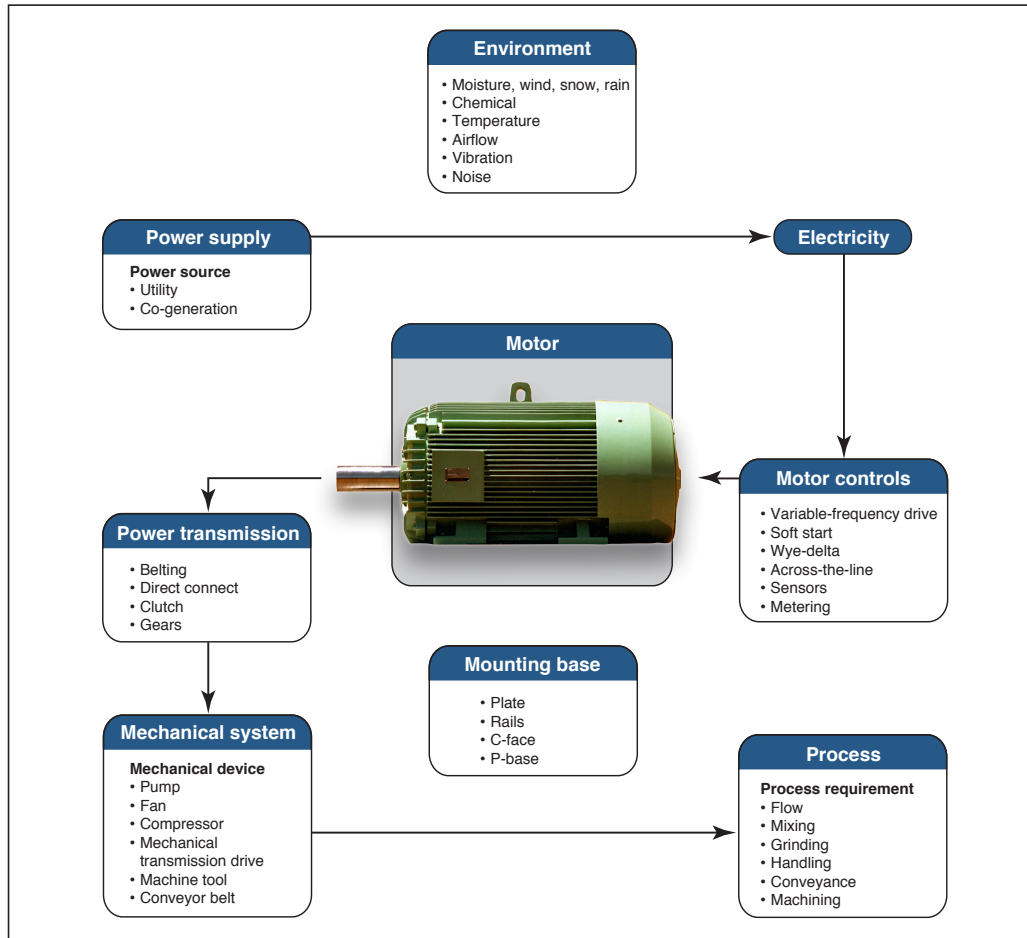 Environment
• Moisture, wind, snow, rain
• Chemical
• Temperature
• Airflow
• Vibration
• Noise
Power supply
Power source
• Utility
• Co-generation
Electricity
Motor
Motor controls
• Variable-frequency drive
• Soft start
• Wye-delta
• Across-the-line
• Sensors
• Metering
Power transmission
• Belting
• Direct connect
• Clutch
• Gears
Mounting base
• Plate
• Rails
• C-face
• P-base
Mechanical system
Mechanical device
• Pump
• Fan
• Compressor
• Mechanical
transmission drive
• Machine tool
• Conveyor belt
Process
Process requirement
• Flow
• Mixing
• Grinding
• Handling
• Conveyance
• Machining